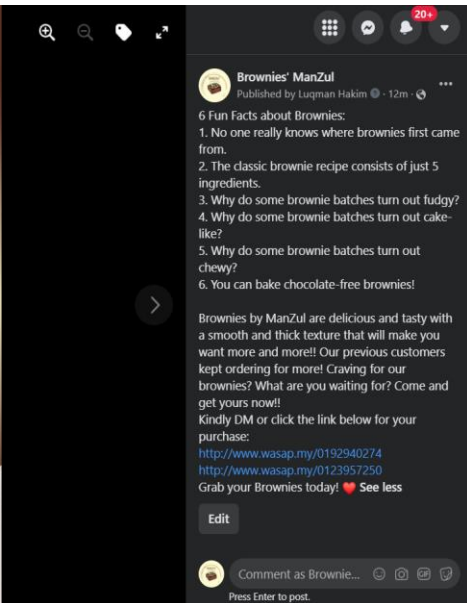 20+
Brownies' ManZul
Published by Luqman Hakim · 12m ·
6 Fun Facts about Brownies:
1. No one really knows where brownies first came
from.
2. The classic brownie recipe consists of just 5
ingredients.
3. Why do some brownie batches turn out fudgy?
4. Why do some brownie batches turn out cake-
like?
5. Why do some brownie batches turn out
chewy?
6. You can bake chocolate-free brownies!
Brownies by ManZul are delicious and tasty with
a smooth and thick texture that will make you
want more and more!! Our previous customers
kept ordering for more! Craving for our
brownies? What are you waiting for? Come and
get yours now!!
Kindly DM or click the link below for your
purchase:
http://www.wasap.my/0192940274
http://www.wasap.my/0123957250
Grab your Brownies today! ❤️ See less
Edit
Comment as Brownie... GIF
Press Enter to post.